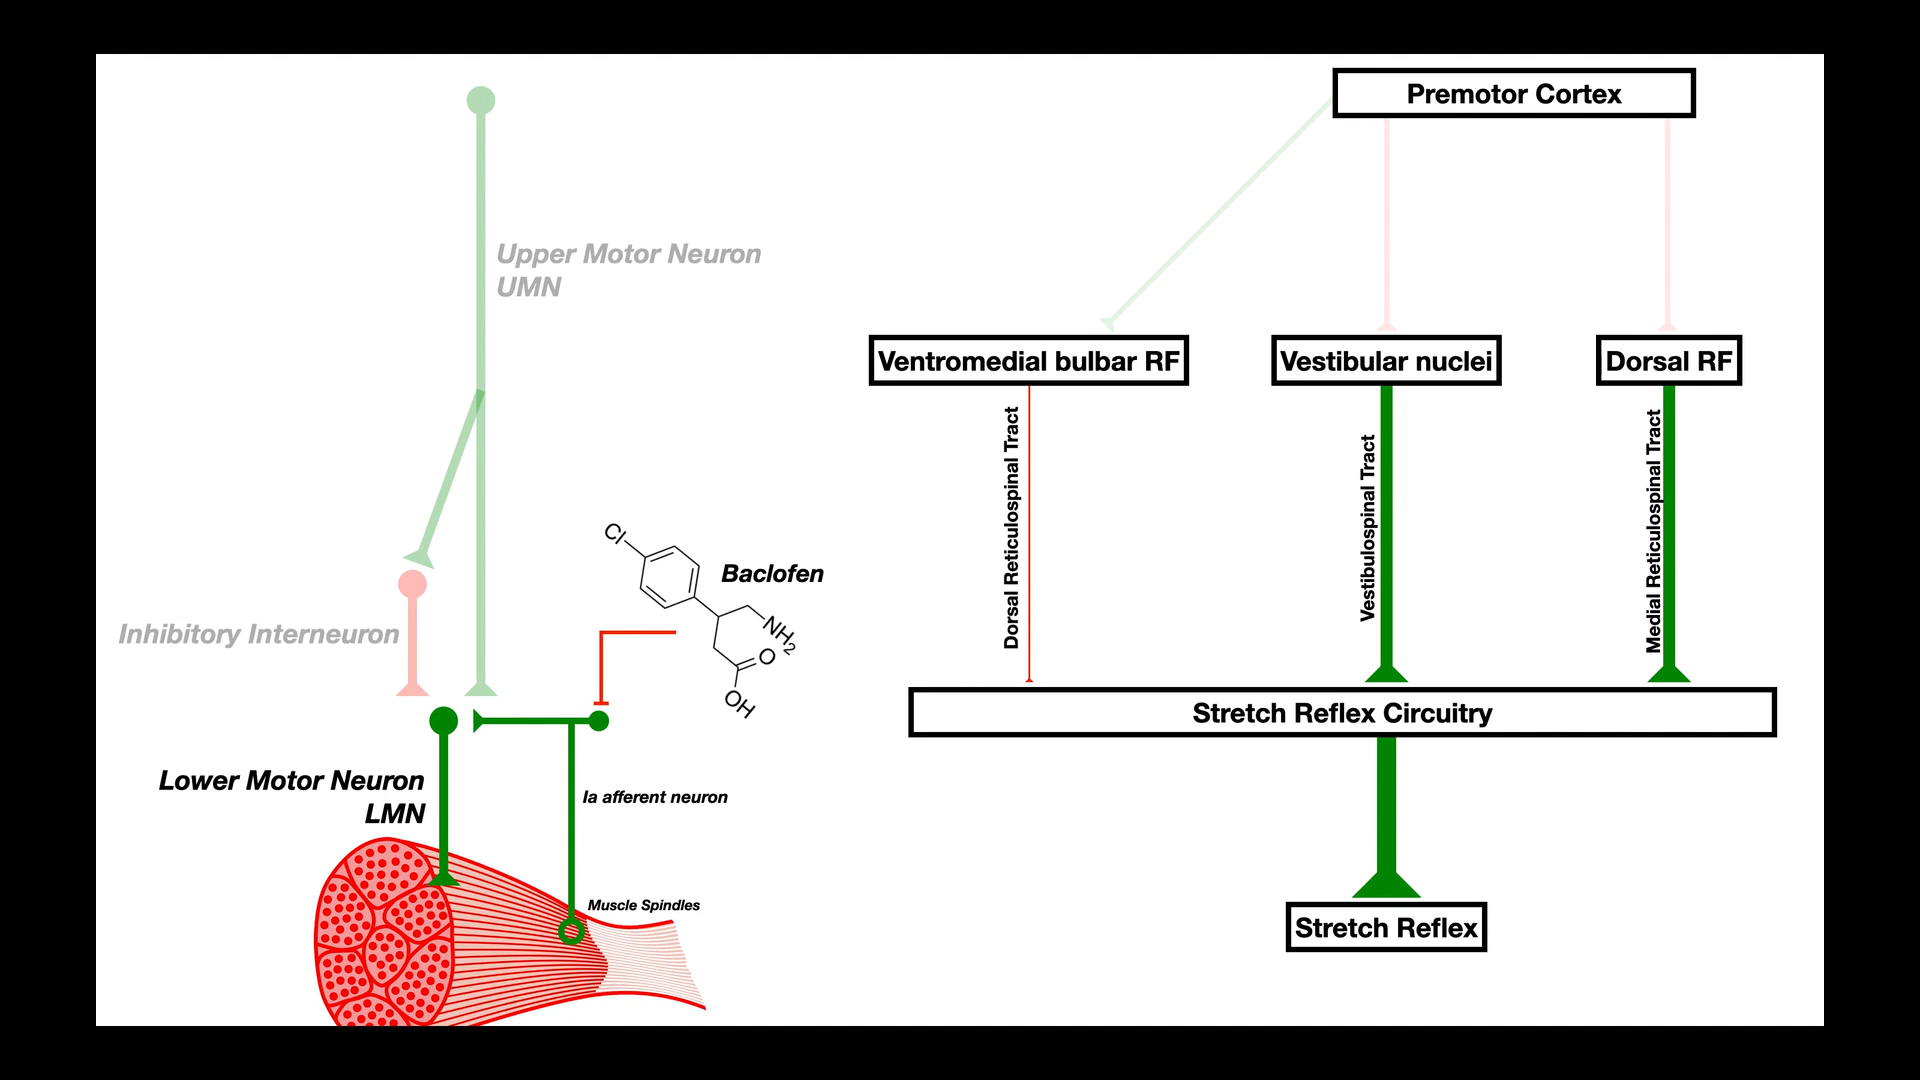 Premotor Cortex
Upper Motor Neuron
UMN
Ventromedial bulbar RF
Vestibular nuclei
Dorsal RF
Dorsal Reticulospinal Tract
Vestibulospinal Tract
Medial Reticulospinal Tract
Cl
Baclofen
NH2
O
OH
Inhibitory Interneuron
Stretch Reflex Circuitry
Lower Motor Neuron
LMN
Ia afferent neuron
Muscle Spindles
Stretch Reflex